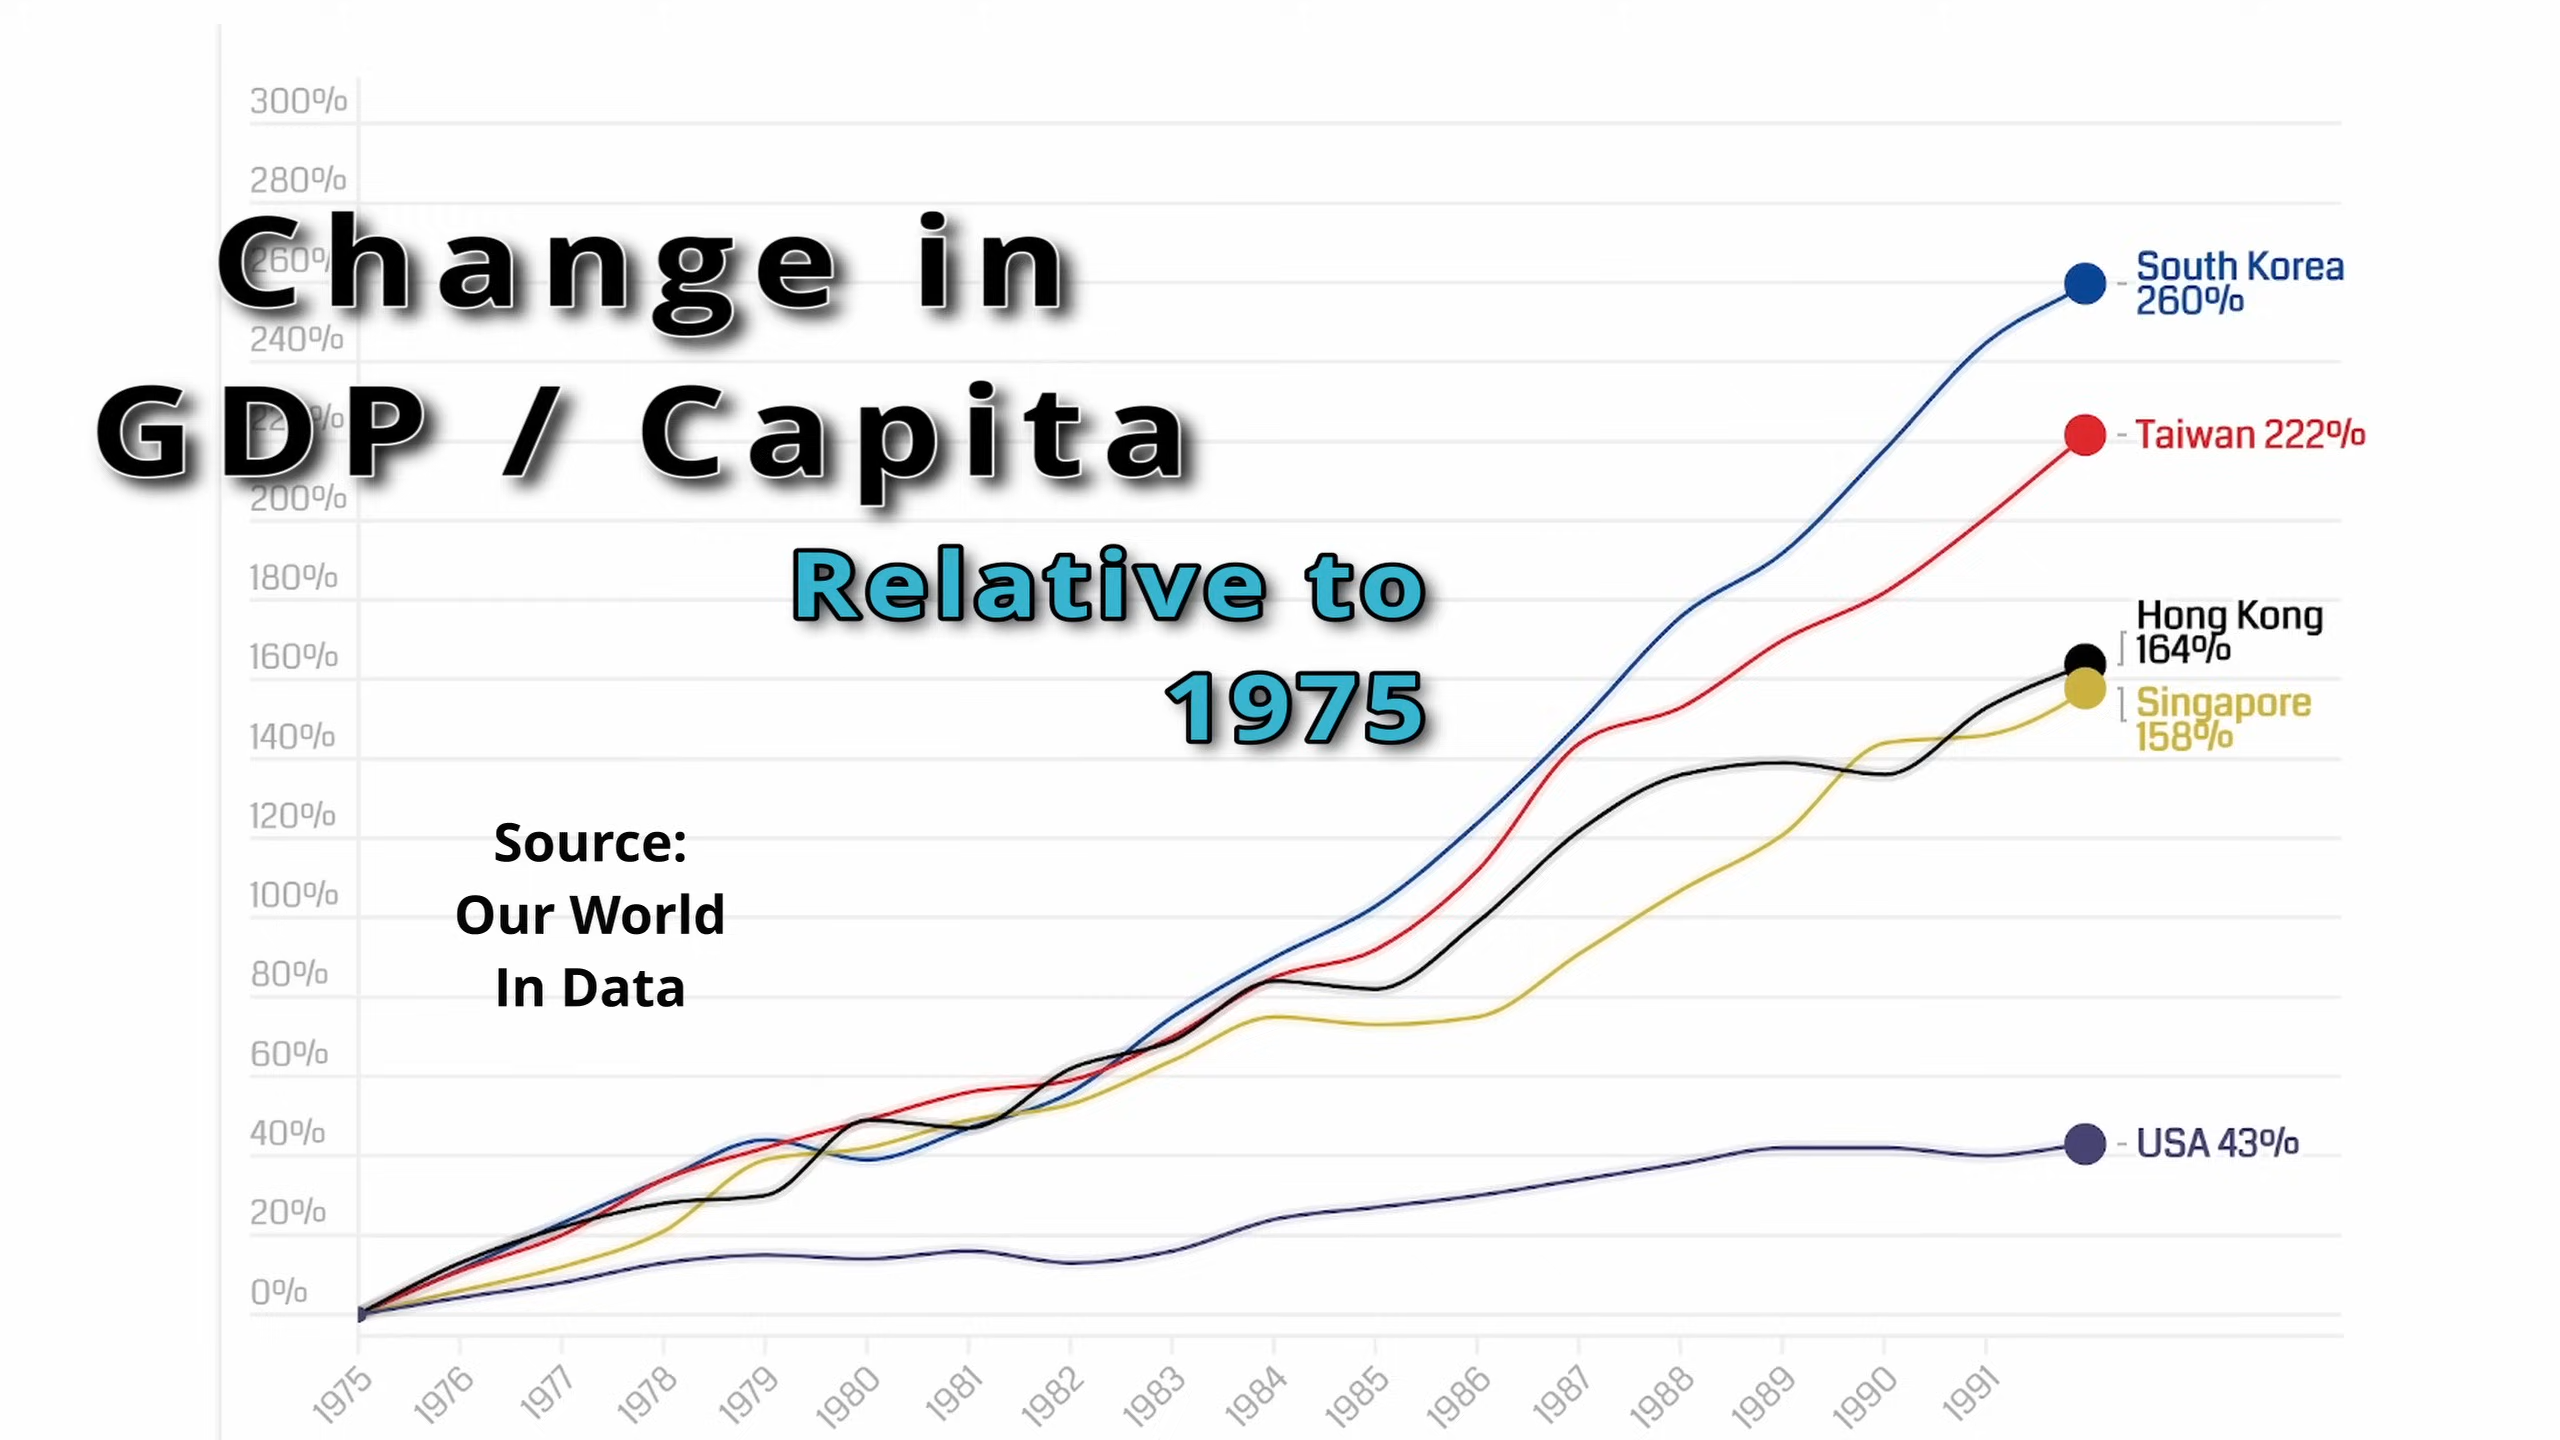 300%
280%
260%
Change in
240%
220%
GDP / Capita
200%
Relative to
180%
1975
160%
140%
120%
Source:
Our World
In Data
100%
80%
60%
40%
20%
0%
South Korea
260%
Taiwan 222%
Hong Kong
164%
Singapore
158%
USA 43%
1975 1976 1977 1978 1979 1980 1981 1982 1983 1984 1985 1986 1987 1988 1989 1990 1991